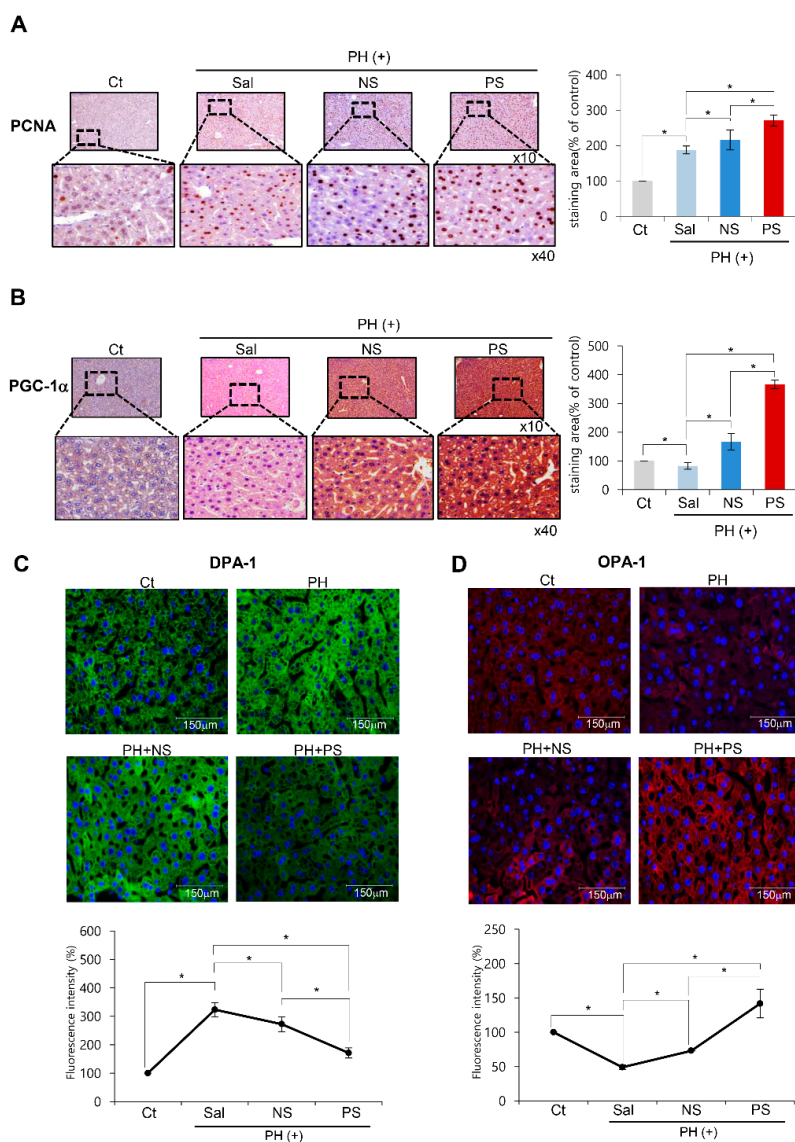 A
PH (+)
Ct Sal NS PS
PCNA
x10
x40
staining area(% of control)
400
300
200
100
0
* * * *
Ct Sal NS PS
PH (+)
B
PH (+)
Ct Sal NS PS
PGC-1α
x10
x40
staining area(% of control)
500
400
300
200
100
0
* * * *
Ct Sal NS PS
PH (+)
C
DPA-1
Ct PH
150μm 150μm
PH+NS PH+PS
150μm 150μm
Fluorescence intensity (%)
600
500
400
300
200
100
0
* * * *
Ct Sal NS PS
PH (+)
D
OPA-1
Ct PH
150μm 150μm
PH+NS PH+PS
150μm 150μm
Fluorescence intensity (%)
250
200
150
100
50
0
* * * *
Ct Sal NS PS
PH (+)